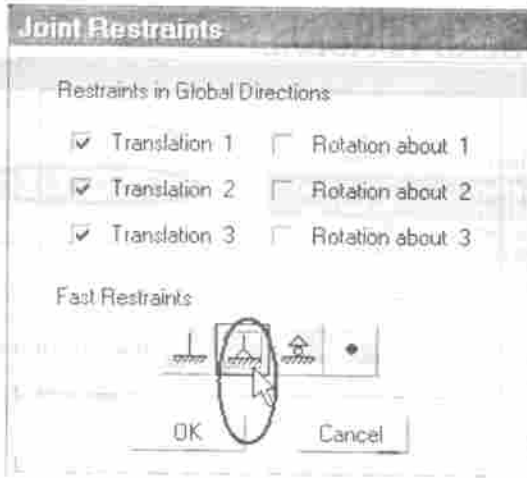 Joint Restraints
Restraints in Global Directions
Translation 1 Rotation about 1
Translation 2 Rotation about 2
Translation 3 Rotation about 3
Fast Restraints
OK Cancel